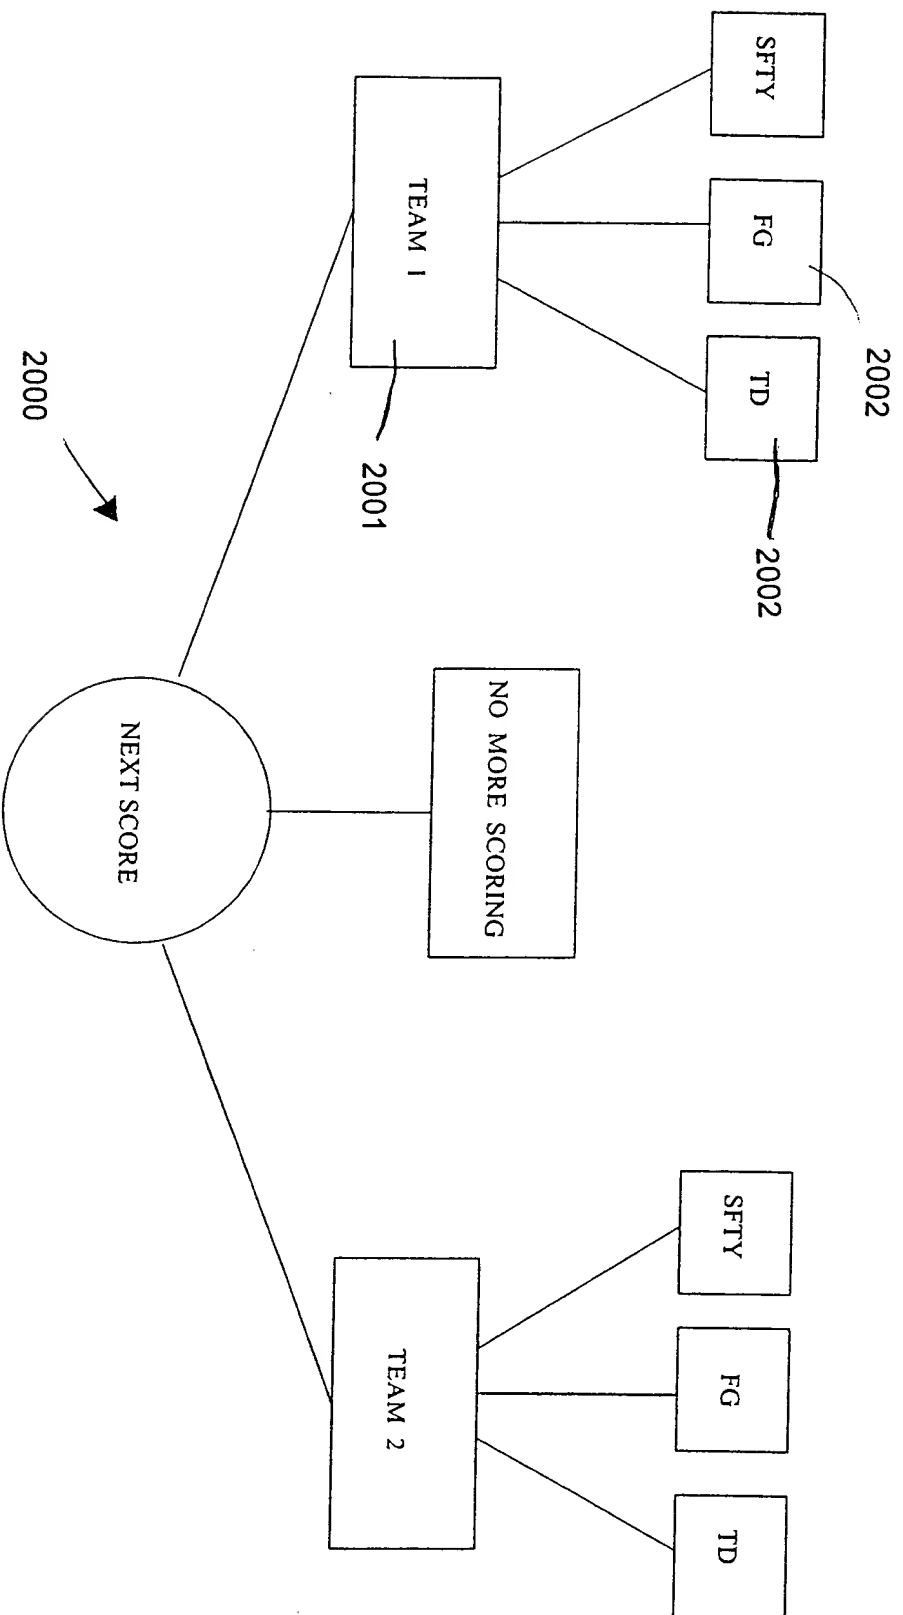 2002
SFTY
FG
TD
2002
TEAM 1
2001
NO MORE SCORING
NEXT SCORE
2000
SFTY
FG
TD
TEAM 2